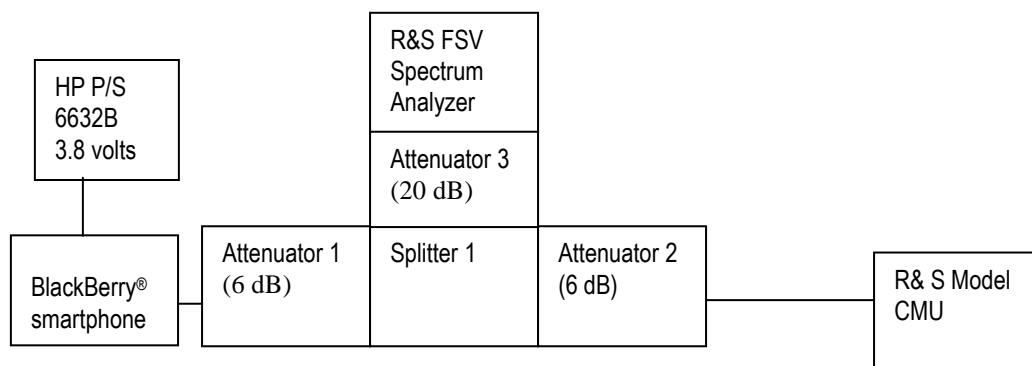 R&S FSV
Spectrum
Analyzer
HP P/S
6632B
3.8 volts
Attenuator 3
(20 dB)
BlackBerry®
smartphone
Attenuator 1
(6 dB)
Splitter 1
Attenuator 2
(6 dB)
R& S Model
CMU